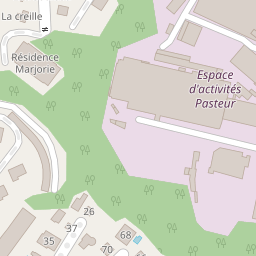 La creille
Résidence
Marjorie
Espace
d'activités
Pasteur
26
37
35
68
70